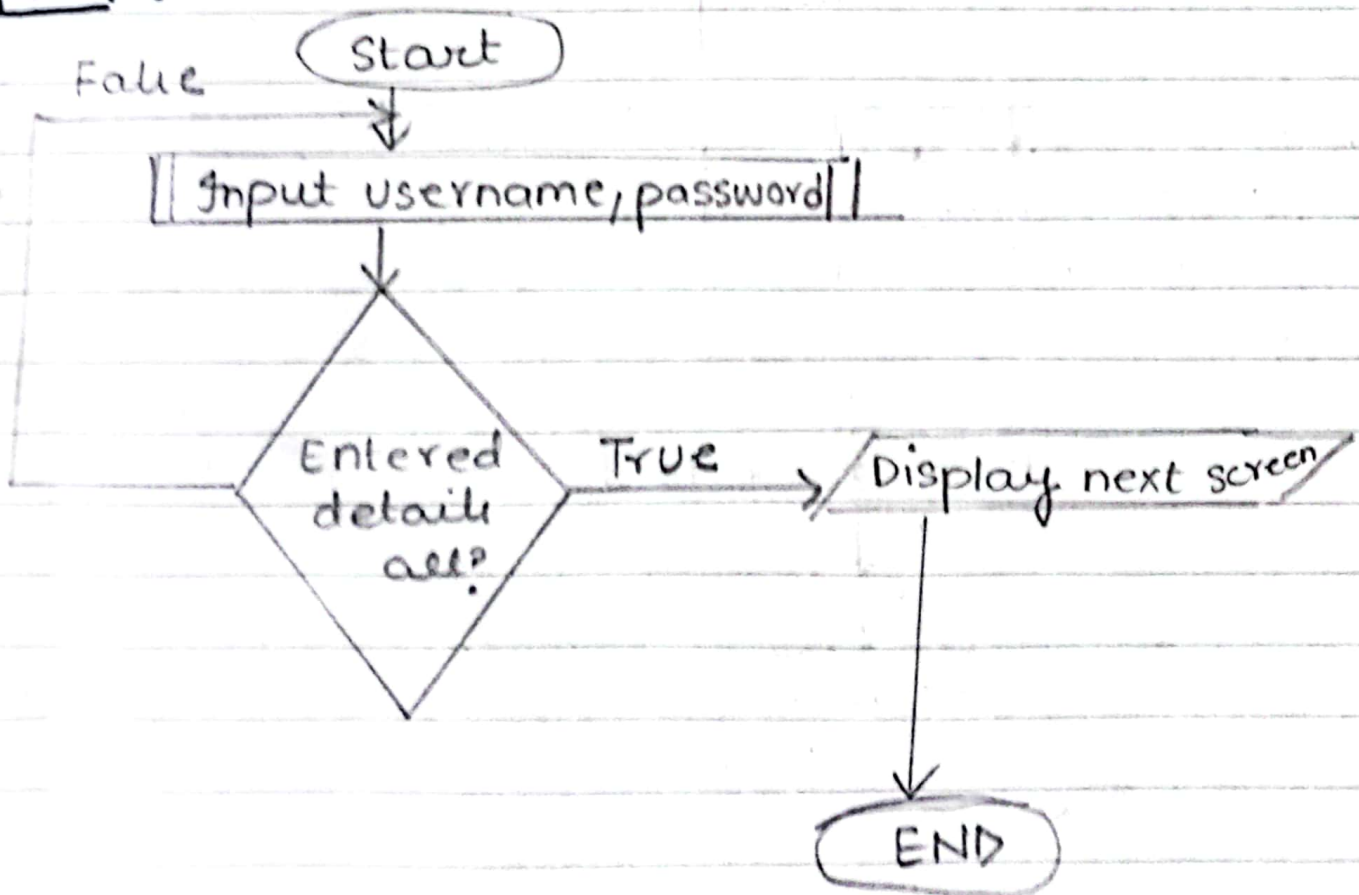 Start
False
Input username, password
Entered
details
all?
True
Display next screen
END